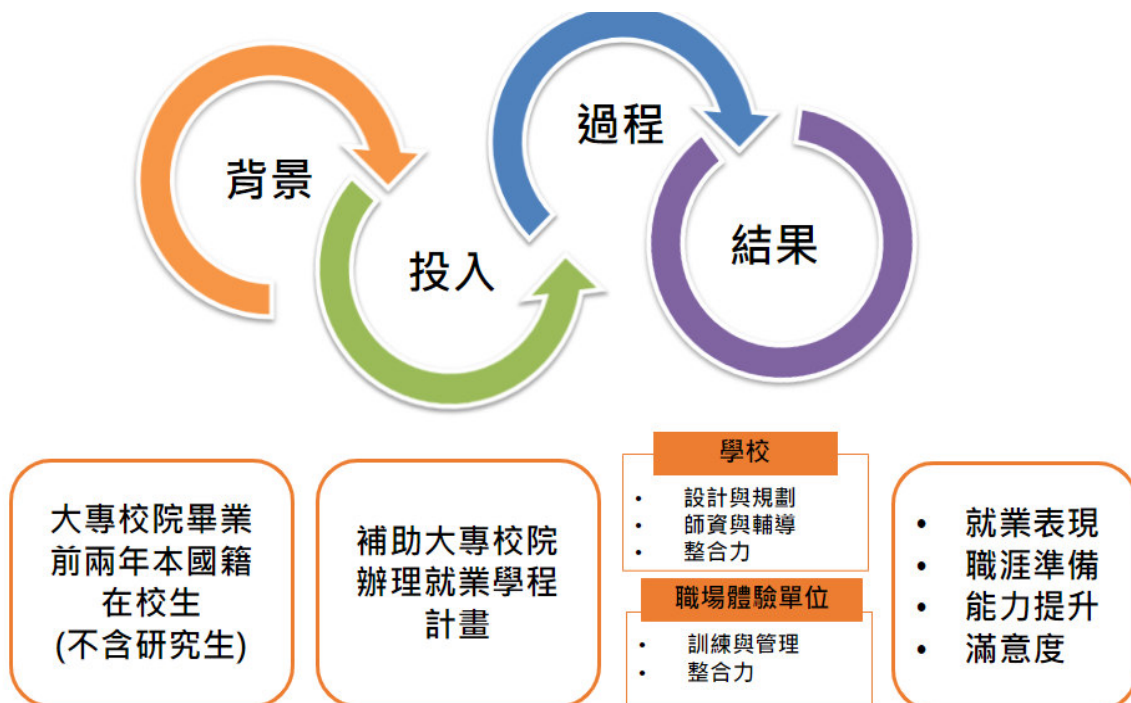 背景
投入
過程
結果
大專校院畢業
前兩年本國籍
在校生
(不含研究生)
補助大專校院
辦理就業學程
計畫
學校
• 設計與規劃
• 師資與輔導
• 整合力
職場體驗單位
• 訓練與管理
• 整合力
• 就業表現
• 職涯準備
• 能力提升
• 滿意度